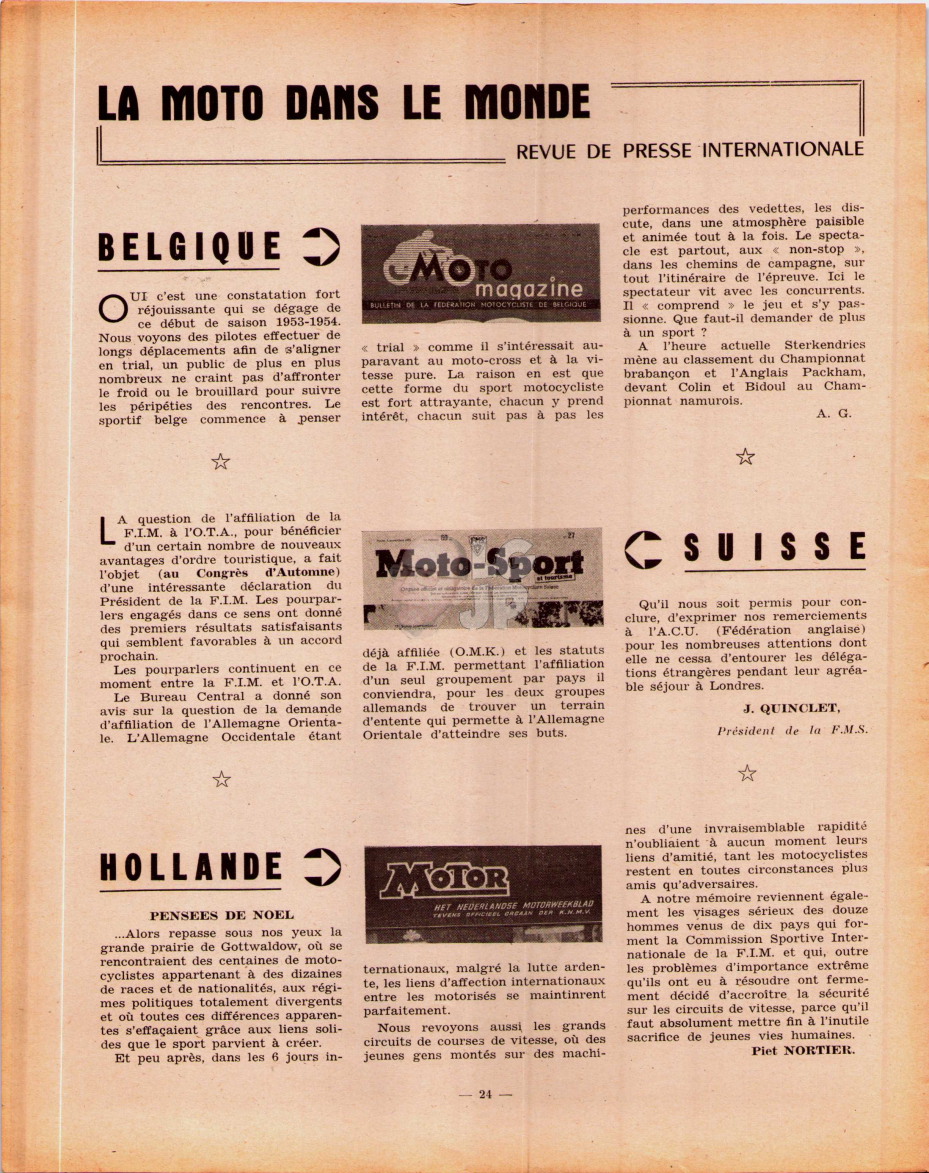 LA MOTO DANS LE MONDE
REVUE DE PRESSE INTERNATIONALE
BELGIQUE
OUI c'est une constatation fort
réjouissante qui se dégage de
ce début de saison 1953-1954.
Nous voyons des pilotes effectuer de
longs déplacements afin de s'aligner
en trial, un public de plus en plus
nombreux ne craint pas d'affronter
le froid ou le brouillard pour suivre
les péripéties des rencontres. Le
sportif belge commence à penser
MOTO
magazine
BULLETIN DE LA FEDERATION MOTOCYCLISTE DE BELGIQUE
« trial » comme il s'intéressait au-
paravant au moto-cross et à la vi-
tesse pure. La raison en est que
cette forme du sport motocycliste
est fort attrayante, chacun y prend
intérêt, chacun suit pas à pas les
performances des vedettes, les dis-
cute, dans une atmosphère paisible
et animée tout à la fois. Le specta-
cle est partout, aux « non-stop »,
dans les chemins de campagne, sur
tout l'itinéraire de l'épreuve. Ici le
spectateur vit avec les concurrents.
Il « comprend » le jeu et s'y pas-
sionne. Que faut-il demander de plus
à un sport ?
A l'heure actuelle Sterkendries
mène au classement du Championnat
brabançon et l'Anglais Packham,
devant Colin et Bidoul au Cham-
pionnat namurois.
A. G.
SUISSE
LA question de l'affiliation de la
F.I.M. à l'O.T.A., pour bénéficier
d'un certain nombre de nouveaux
avantages d'ordre touristique, a fait
l'objet (au Congrès d'Automne)
d'une intéressante déclaration du
Président de la F.I.M. Les pourpar-
lers engagés dans ce sens ont donné
des premiers résultats satisfaisants
qui semblent favorables à un accord
prochain.
Les pourparlers continuent en ce
moment entre la F.I.M. et l'O.T.A.
Le Bureau Central a donné son
avis sur la question de la demande
d'affiliation de l'Allemagne Orienta-
le. L'Allemagne Occidentale étant
Moto-Sport
et tourisme
JP
déjà affiliée (O.M.K.) et les statuts
de la F.I.M. permettant l'affiliation
d'un seul groupement par pays il
conviendra, pour les deux groupes
allemands de trouver un terrain
d'entente qui permette à l'Allemagne
Orientale d'atteindre ses buts.
Qu'il nous soit permis pour con-
clure, d'exprimer nos remerciements
à l'A.C.U. (Fédération anglaise)
pour les nombreuses attentions dont
elle ne cessa d'entourer les déléga-
tions étrangères pendant leur agréa-
ble séjour à Londres.
J. QUINCLET,
Président de la F.M.S.
HOLLANDE
PENSEES DE NOEL
...Alors repasse sous nos yeux la
grande prairie de Gottwaldow, où se
rencontraient des centaines de moto-
cyclistes appartenant à des dizaines
de races et de nationalités, aux régi-
mes politiques totalement divergents
et où toutes ces différences apparen-
tes s'effaçaient grâce aux liens soli-
des que le sport parvient à créer.
Et peu après, dans les 6 jours in-
MOTOR
HET NEDERLANDSE MOTORWEEKBLAD
TEVENS OFFICIEEL ORGAAN DER K.N.M.V.
ternationaux, malgré la lutte arden-
te, les liens d'affection internationaux
entre les motorisés se maintinrent
parfaitement.
Nous revoyons aussi les grands
circuits de courses de vitesse, où des
jeunes gens montés sur des machi-
nes d'une invraisemblable rapidité
n'oubliaient à aucun moment leurs
liens d'amitié, tant les motocyclistes
restent en toutes circonstances plus
amis qu'adversaires.
A notre mémoire reviennent égale-
ment les visages sérieux des douze
hommes venus de dix pays qui for-
ment la Commission Sportive Inter-
nationale de la F.I.M. et qui, outre
les problèmes d'importance extrême
qu'ils ont eu à résoudre ont ferme-
ment décidé d'accroître la sécurité
sur les circuits de vitesse, parce qu'il
faut absolument mettre fin à l'inutile
sacrifice de jeunes vies humaines.
Piet NORTIER.
— 24 —